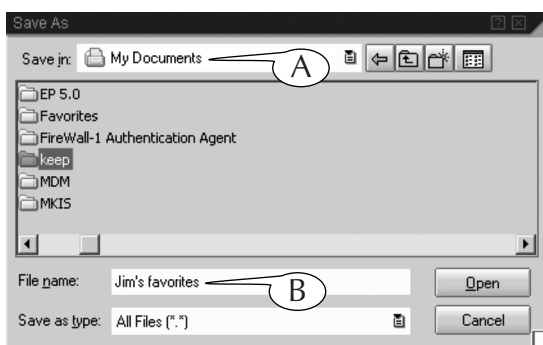 Save As
Save in: My Documents A
EP 5.0
Favorites
FireWall-1 Authentication Agent
keep
MDM
MKIS
File name: Jim's favorites B Open
Save as type: All Files (*.*) Cancel